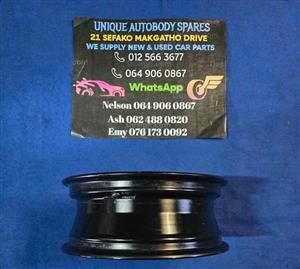 UNIQUE AUTOBODY SPARES
21 SEFAKO MAKGATHO DRIVE
WE SUPPLY NEW & USED CAR PARTS
012 566 3677
064 906 0867
WhatsApp
Nelson 064 906 0867
Ash 062 488 0820
Emy 076 173 0092